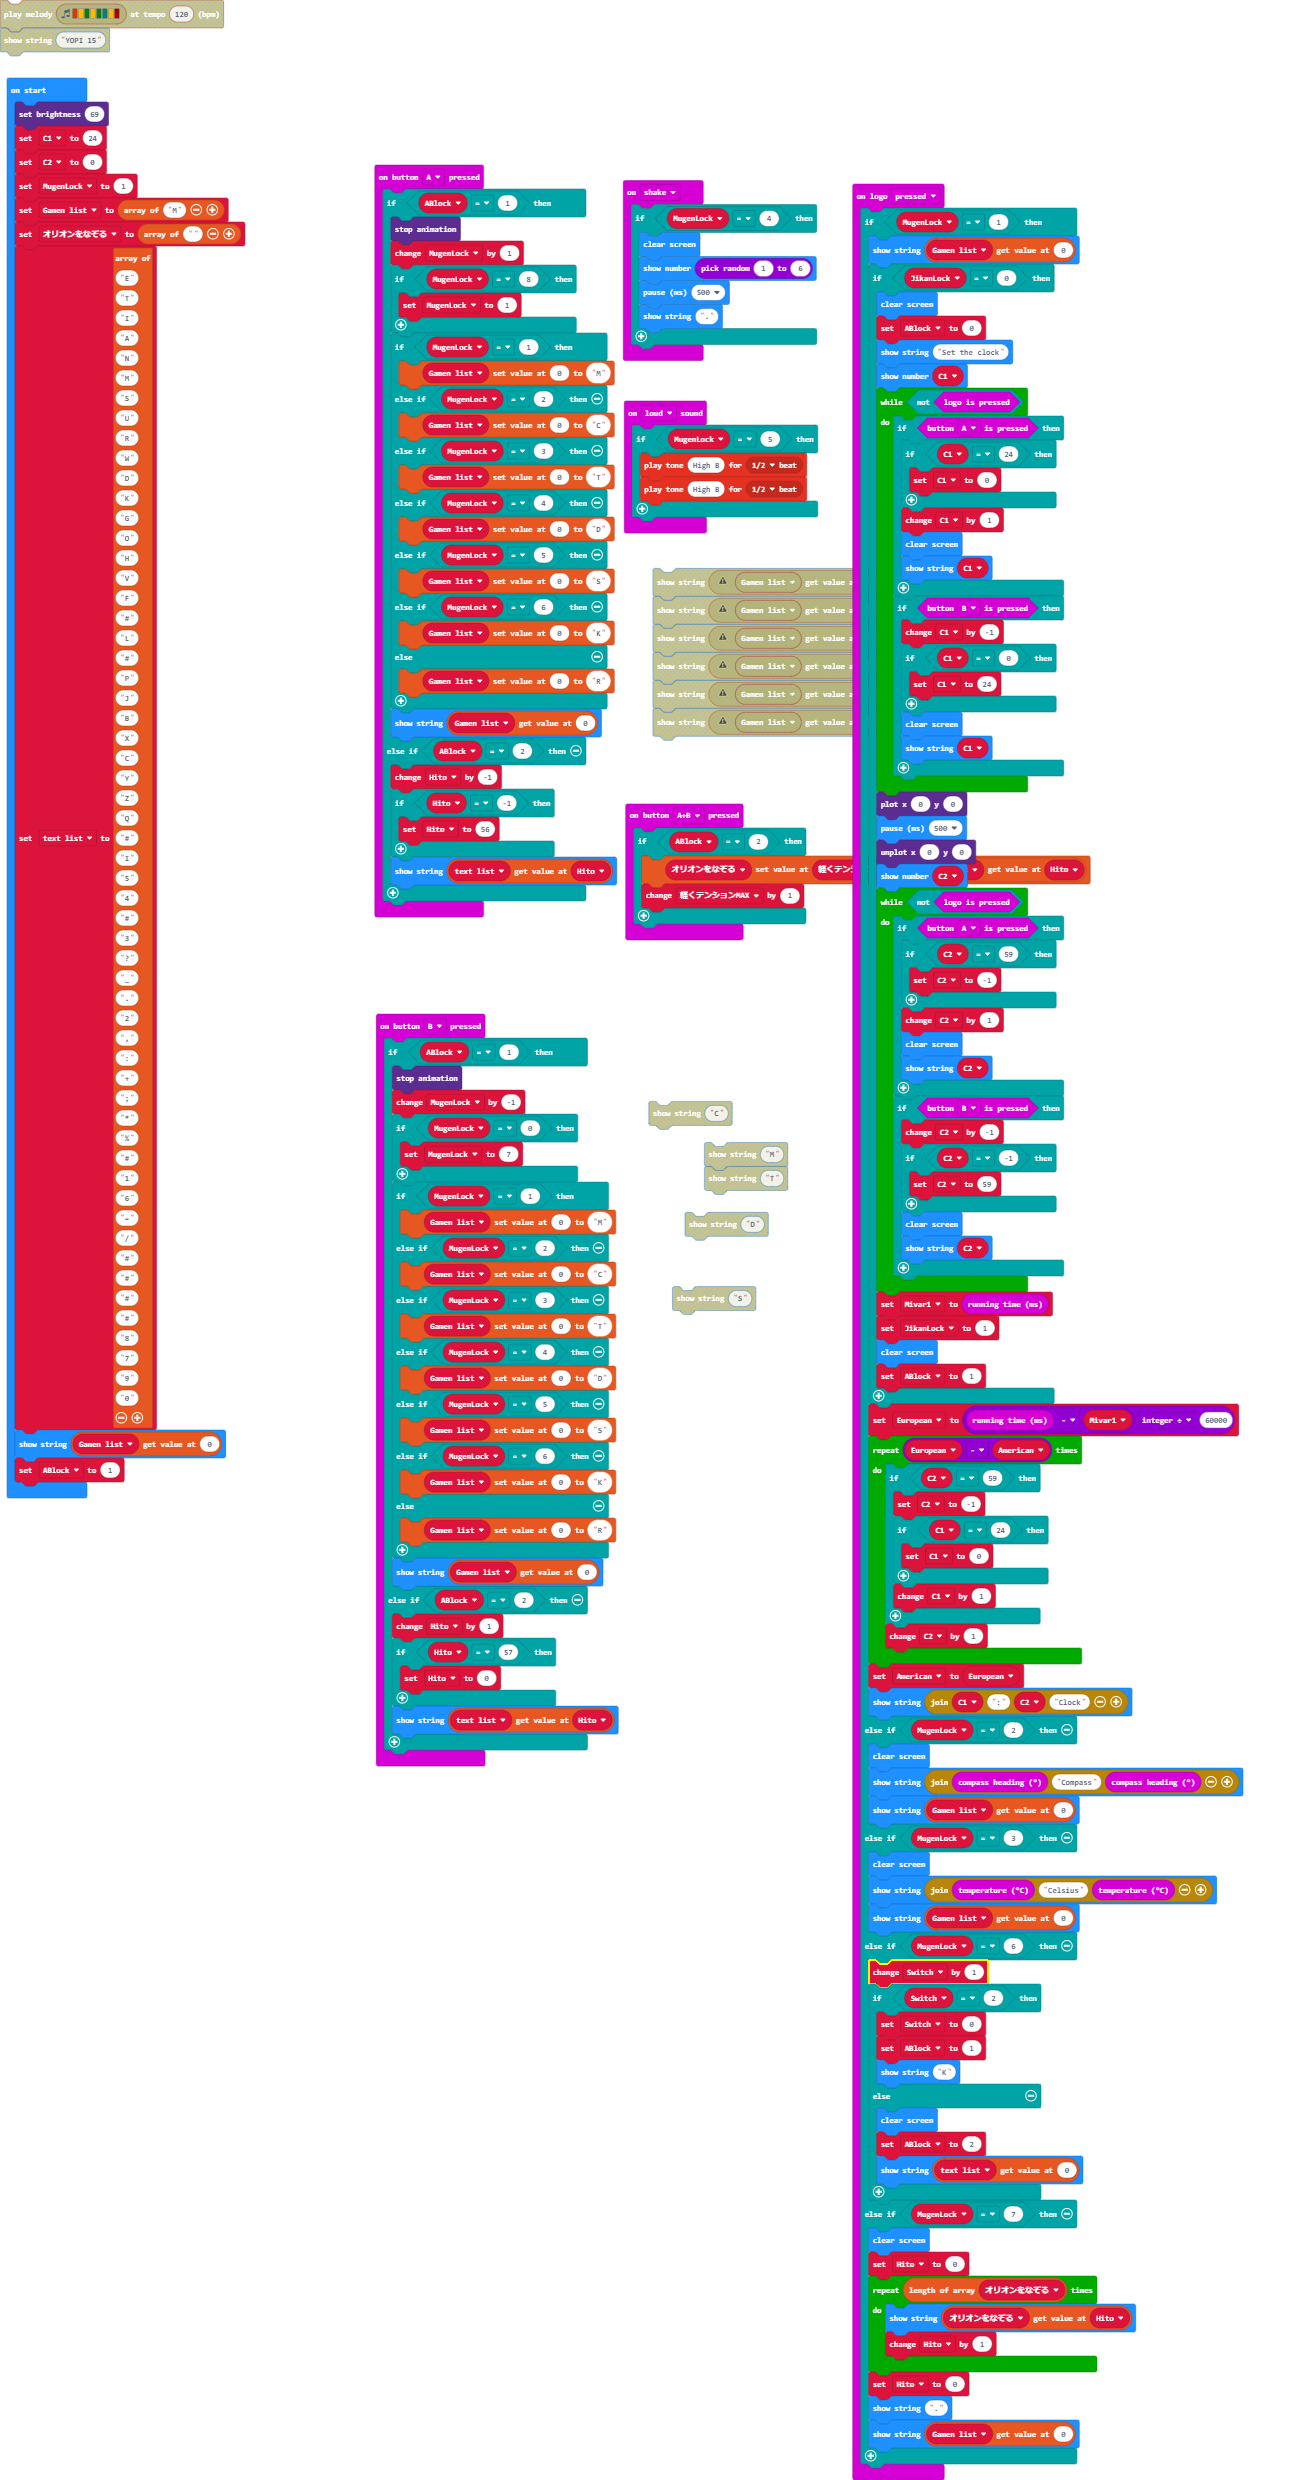 play melody at tempo 120 (bpm)
show string "YOPI 15"
on start
set brightness 69
set C1 to 24
set C2 to 0
set MugenLock to 1
set Gamen list to array of "M"
set オリオンをなぞる to array of " "
set text list to array of
"E"
"T"
"I"
"A"
"N"
"M"
"S"
"U"
"R"
"W"
"D"
"K"
"G"
"O"
"H"
"V"
"F"
"#"
"L"
"#"
"P"
"J"
"B"
"X"
"C"
"Y"
"Z"
"Q"
"#"
"I"
"5"
"4"
"#"
"3"
"?"
"_"
"."
"2"
","
":"
"+"
";"
"*"
"%"
"#"
"1"
"6"
"="
"/"
"#"
"#"
"#"
"#"
"8"
"7"
"9"
"0"
show string Gamen list get value at 0
set ABlock to 1
on button A pressed
if ABlock = 1 then
stop animation
change MugenLock by 1
if MugenLock = 8 then
set MugenLock to 1
if MugenLock = 1 then
Gamen list set value at 0 to "M"
else if MugenLock = 2 then
Gamen list set value at 0 to "C"
else if MugenLock = 3 then
Gamen list set value at 0 to "T"
else if MugenLock = 4 then
Gamen list set value at 0 to "D"
else if MugenLock = 5 then
Gamen list set value at 0 to "S"
else if MugenLock = 6 then
Gamen list set value at 0 to "K"
else
Gamen list set value at 0 to "R"
show string Gamen list get value at 0
else if ABlock = 2 then
change Hito by -1
if Hito = -1 then
set Hito to 56
show string text list get value at Hito
on button B pressed
if ABlock = 1 then
stop animation
change MugenLock by -1
if MugenLock = 0 then
set MugenLock to 7
if MugenLock = 1 then
Gamen list set value at 0 to "M"
else if MugenLock = 2 then
Gamen list set value at 0 to "C"
else if MugenLock = 3 then
Gamen list set value at 0 to "T"
else if MugenLock = 4 then
Gamen list set value at 0 to "D"
else if MugenLock = 5 then
Gamen list set value at 0 to "S"
else if MugenLock = 6 then
Gamen list set value at 0 to "K"
else
Gamen list set value at 0 to "R"
show string Gamen list get value at 0
else if ABlock = 2 then
change Hito by 1
if Hito = 57 then
set Hito to 0
show string text list get value at Hito
on shake
if MugenLock = 4 then
clear screen
show number pick random 1 to 6
pause (ms) 500
show string "."
on loud sound
if MugenLock = 5 then
play tone High B for 1/2 beat
play tone High B for 1/2 beat
show string Gamen list get value a
show string Gamen list get value a
show string Gamen list get value a
show string Gamen list get value a
show string Gamen list get value a
show string Gamen list get value a
on button A+B pressed
if ABlock = 2 then
オリオンをなぞる set value at 軽くテン get value at Hito
change 軽くテンションMAX by 1
show string "C"
show string "M"
show string "T"
show string "D"
show string "S"
on logo pressed
if MugenLock = 1 then
show string Gamen list get value at 0
if JikanLock = 0 then
clear screen
set ABlock to 0
show string "Set the clock"
show number C1
while not logo is pressed
do if button A is pressed then
if C1 = 24 then
set C1 to 0
change C1 by 1
clear screen
show string C1
if button B is pressed then
change C1 by -1
if C1 = 0 then
set C1 to 24
clear screen
show string C1
plot x 0 y 0
pause (ms) 500
unplot x 0 y 0
show number C2
while not logo is pressed
do if button A is pressed then
if C2 = 59 then
set C2 to -1
change C2 by 1
clear screen
show string C2
if button B is pressed then
change C2 by -1
if C2 = -1 then
set C2 to 59
clear screen
show string C2
set Mivar1 to running time (ms)
set JikanLock to 1
clear screen
set ABlock to 1
set European to running time (ms) - Mivar1 integer ÷ 60000
repeat European - American times
do if C2 = 59 then
set C2 to -1
if C1 = 24 then
set C1 to 0
change C1 by 1
change C2 by 1
set American to European
show string join C1 ":" C2 "Clock"
else if MugenLock = 2 then
clear screen
show string join compass heading (°) "Compass" compass heading (°)
show string Gamen list get value at 0
else if MugenLock = 3 then
clear screen
show string join temperature (°C) "Celsius" temperature (°C)
show string Gamen list get value at 0
else if MugenLock = 6 then
change Switch by 1
if Switch = 2 then
set Switch to 0
set ABlock to 1
show string "K"
else
clear screen
set ABlock to 2
show string text list get value at 0
else if MugenLock = 7 then
clear screen
set Hito to 0
repeat length of array オリオンをなぞる times
do show string オリオンをなぞる get value at Hito
change Hito by 1
set Hito to 0
show string "."
show string Gamen list get value at 0